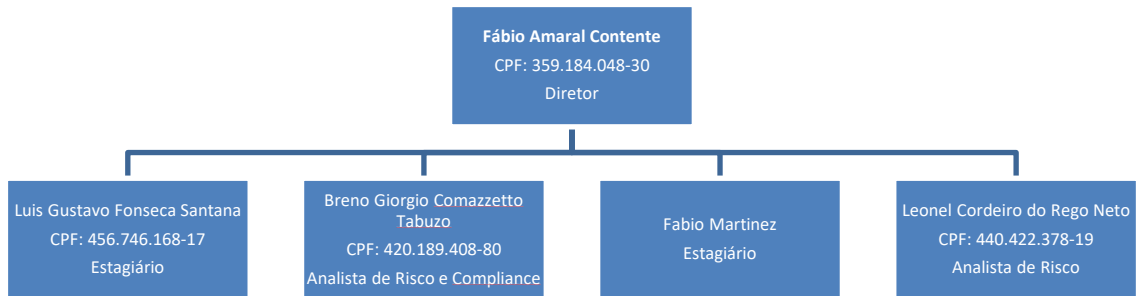 Fábio Amaral Contente
CPF: 359.184.048-30
Diretor
Luis Gustavo Fonseca Santana
CPF: 456.746.168-17
Estagiário
Breno Giorgio Comazzetto
Tabuzo
CPF: 420.189.408-80
Analista de Risco e Compliance
Fabio Martinez
Estagiário
Leonel Cordeiro do Rego Neto
CPF: 440.422.378-19
Analista de Risco